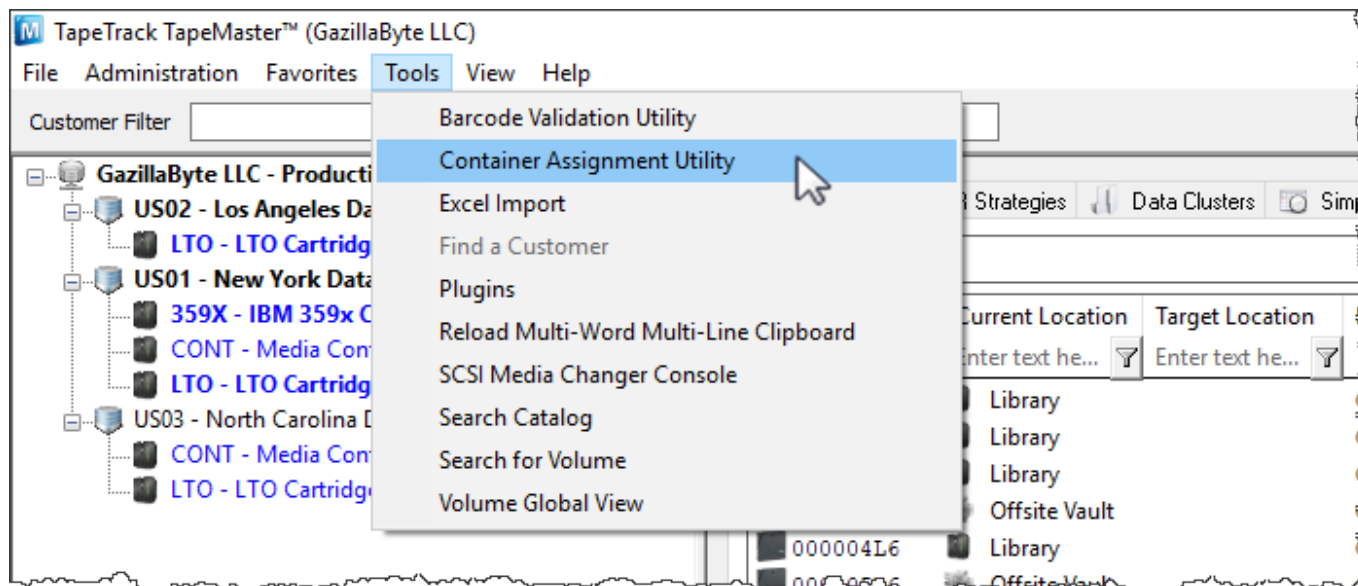 TapeTrack TapeMaster™ (GazillaByte LLC)
File Administration Favorites Tools View Help
Customer Filter
Barcode Validation Utility
Container Assignment Utility
Excel Import
Find a Customer
Plugins
Reload Multi-Word Multi-Line Clipboard
SCSI Media Changer Console
Search Catalog
Search for Volume
Volume Global View
GazillaByte LLC - Producti
US02 - Los Angeles Da
LTO - LTO Cartridg
US01 - New York Data
359X - IBM 359x C
CONT - Media Con
LTO - LTO Cartridg
US03 - North Carolina D
CONT - Media Con
LTO - LTO Cartridg
Strategies Data Clusters Simp
Current Location Target Location
Enter text he... Enter text he...
Library
Library
Library
Offsite Vault
000004L6 Library
Offsite Vault